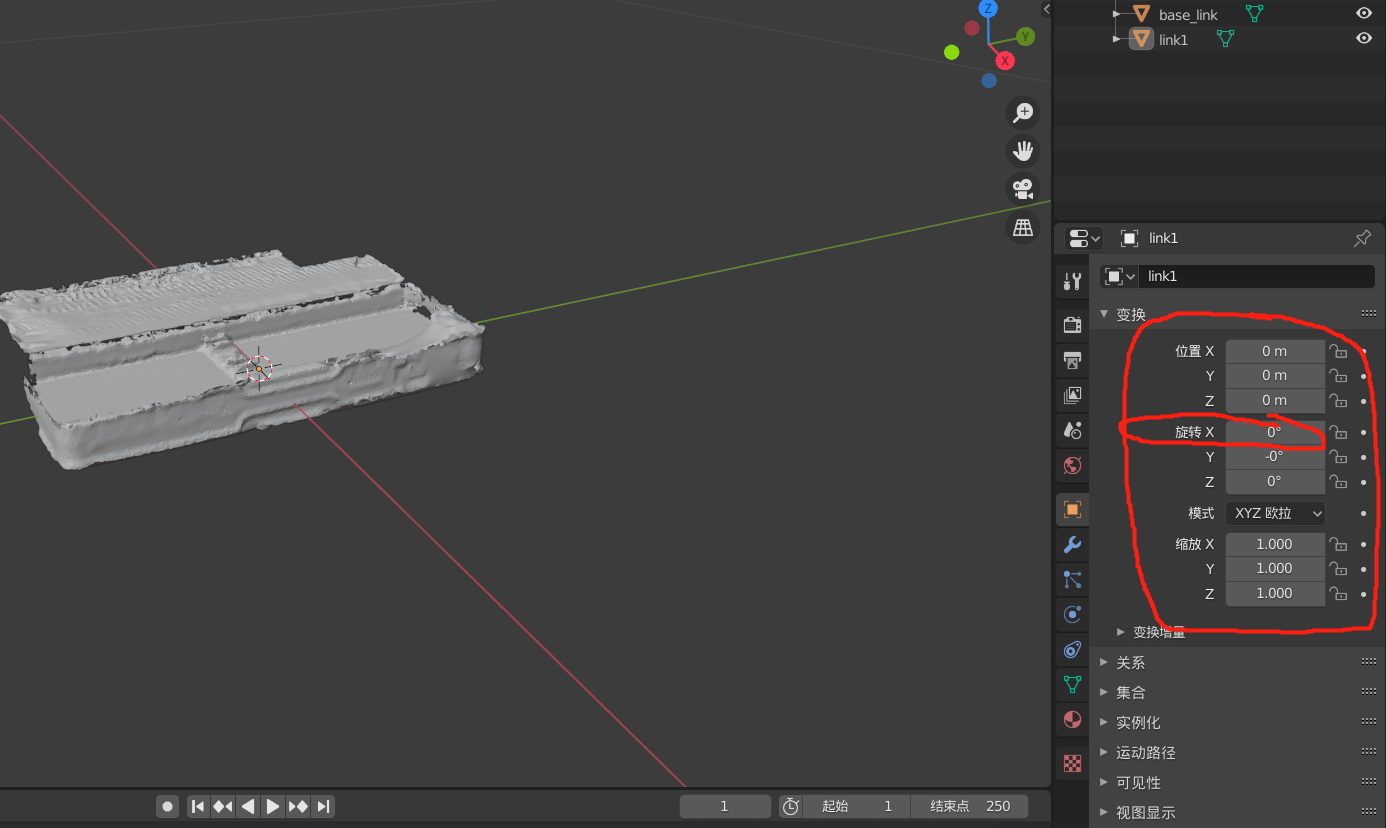 Z
Y
X
base_link
link1
link1
link1
变换
位置 X 0 m
Y 0 m
Z 0 m
旋转 X 0°
Y -0°
Z 0°
模式 XYZ 欧拉
缩放 X 1.000
Y 1.000
Z 1.000
变换增量
关系
集合
实例化
运动路径
可见性
视图显示
1 起始 1 结束点 250